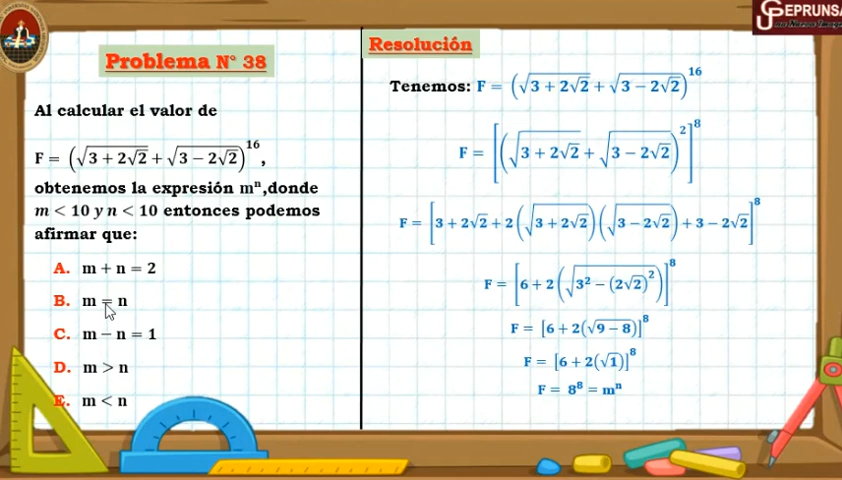 GEPRUNSA
Problema N° 38
Al calcular el valor de
F = (√(3 + 2√2) + √(3 − 2√2))^16,
obtenemos la expresión m^n,donde
m < 10 y n < 10 entonces podemos
afirmar que:
A. m + n = 2
B. m = n
C. m − n = 1
D. m > n
E. m < n
Resolución
Tenemos: F = (√(3 + 2√2) + √(3 − 2√2))^16
F = [(√(3 + 2√2) + √(3 − 2√2))^2]^8
F = [3 + 2√2 + 2(√(3 + 2√2))(√(3 − 2√2)) + 3 − 2√2]^8
F = [6 + 2(√(3^2 − (2√2)^2))]^8
F = [6 + 2(√(9 − 8))]^8
F = [6 + 2(√1)]^8
F = 8^8 = m^n